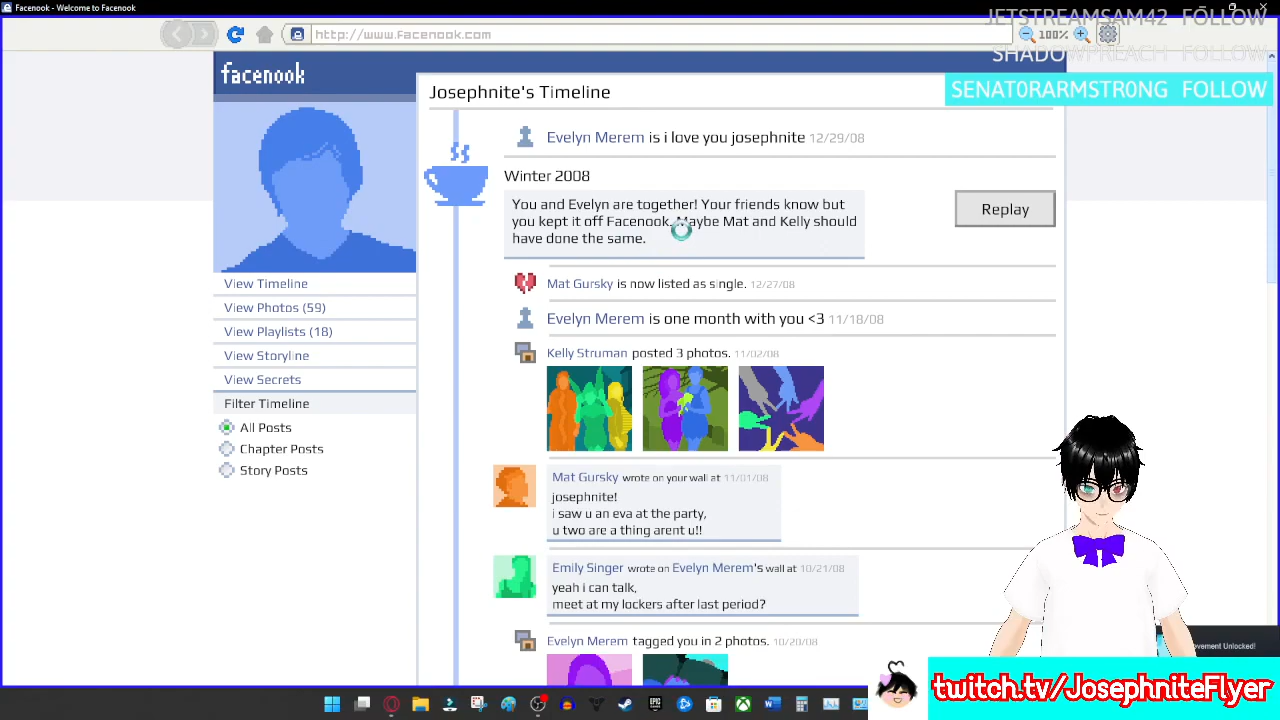 Facenook - Welcome to Facenook
http://www.facenook.com
100%
JETSTREAMSAM42 FOLLOW
SHADOWPREACH FOLLOW
SENAT0RARMSTR0NG FOLLOW
facenook
Josephnite's Timeline
Evelyn Merem is i love you josephnite 12/29/08
Winter 2008
You and Evelyn are together! Your friends know but
you kept it off Facenook. Maybe Mat and Kelly should
have done the same.
Replay
Mat Gursky is now listed as single. 12/27/08
Evelyn Merem is one month with you <3 11/18/08
Kelly Struman posted 3 photos. 11/02/08
Mat Gursky wrote on your wall at 11/01/08
josephnite!
i saw u an eva at the party,
u two are a thing arent u!!
Emily Singer wrote on Evelyn Merem's wall at 10/21/08
yeah i can talk,
meet at my lockers after last period?
Evelyn Merem tagged you in 2 photos. 10/20/08
View Timeline
View Photos (59)
View Playlists (18)
View Storyline
View Secrets
Filter Timeline
All Posts
Chapter Posts
Story Posts
ovement Unlocked!
twitch.tv/JosephniteFlyer